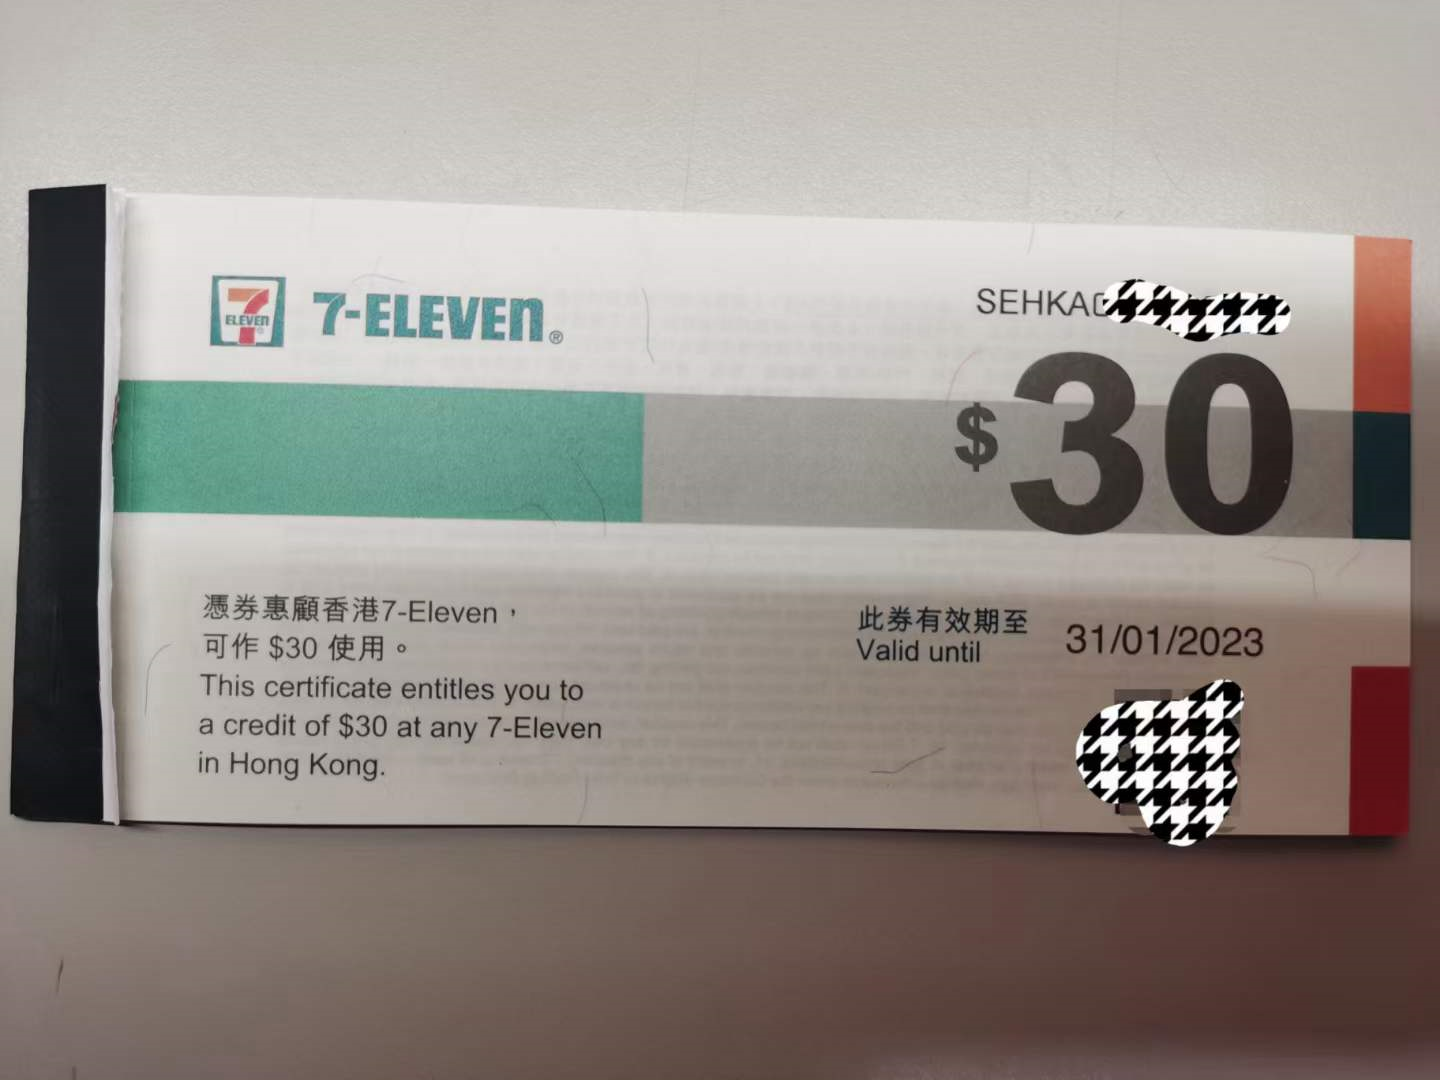 7
ELEVEN
7-ELEVEN®
SEHKA
$30
憑券惠顧香港7-Eleven，
可作 $30 使用。
This certificate entitles you to
a credit of $30 at any 7-Eleven
in Hong Kong.
此券有效期至
Valid until
31/01/2023